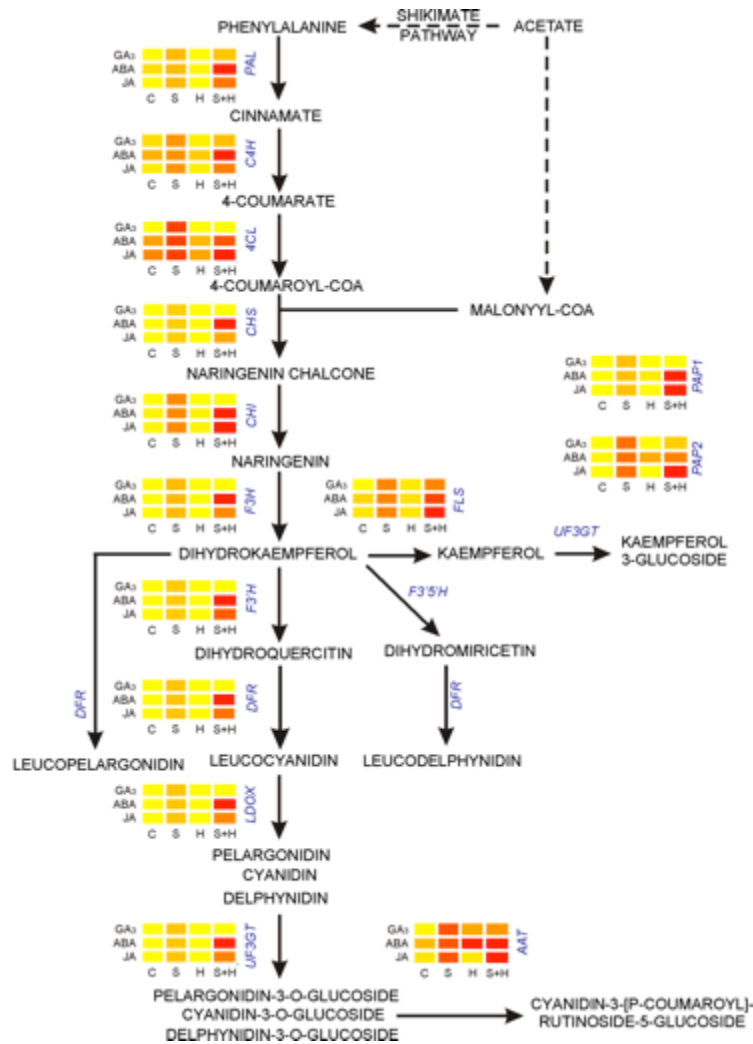 SHIKIMATE
PHENYLALANINE PATHWAY ACETATE
GA3
ABA
JA
C S H S+H
PAL
CINNAMATE
GA3
ABA
JA
C S H S+H
C4H
4-COUMARATE
GA3
ABA
JA
C S H S+H
4CL
4-COUMAROYL-COA
MALONYYL-COA
GA3
ABA
JA
C S H S+H
CHS
NARINGENIN CHALCONE
GA3
ABA
JA
C S H S+H
PAP1
GA3
ABA
JA
C S H S+H
CHI
GA3
ABA
JA
C S H S+H
PAP2
NARINGENIN
GA3
ABA
JA
C S H S+H
F3H
GA3
ABA
JA
C S H S+H
FLS
UF3GT
DIHYDROKAEMPFEROL KAEMPFEROL KAEMPFEROL
3-GLUCOSIDE
GA3
ABA
JA
C S H S+H
F3'H
F3'5'H
DIHYDROQUERCITIN DIHYDROMIRICETIN
DFR
GA3
ABA
JA
C S H S+H
DFR
DFR
LEUCOPELARGONIDIN LEUCOCYANIDIN LEUCODELPHYNIDIN
GA3
ABA
JA
C S H S+H
LDOX
PELARGONIDIN
CYANIDIN
DELPHYNIDIN
GA3
ABA
JA
C S H S+H
UF3GT
GA3
ABA
JA
C S H S+H
AAT
PELARGONIDIN-3-O-GLUCOSIDE
CYANIDIN-3-O-GLUCOSIDE
DELPHYNIDIN-3-O-GLUCOSIDE
CYANIDIN-3-[P-COUMAROYL]-
RUTINOSIDE-5-GLUCOSIDE